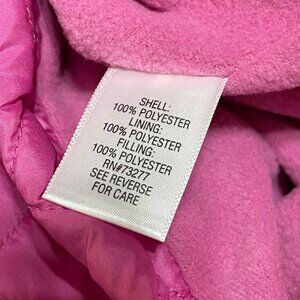 SHELL:
100% POLYESTER
LINING:
100% POLYESTER
FILLING:
100% POLYESTER
RN#73277
SEE REVERSE
FOR CARE